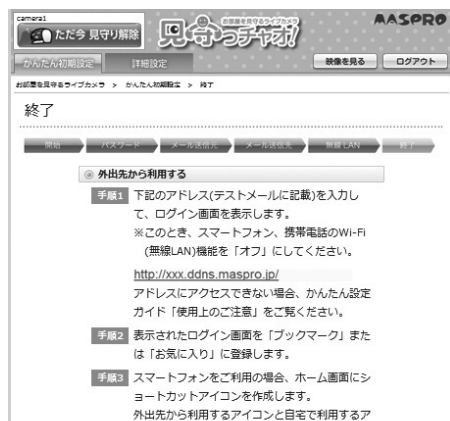 camera1
ただ今 見守り解除
お部屋を見守るライブカメラ
見守っチャオ!
MASPRO
かんたん初期設定
詳細設定
映像を見る
ログアウト
お部屋を見守るライブカメラ > かんたん初期設定 > 終了
終了
開始
パスワード
メール送信元
メール送信先
無線LAN
終了
外出先から利用する
手順1 下記のアドレス(テストメールに記載)を入力し
て、ログイン画面を表示します。
※このとき、スマートフォン、携帯電話のWi-Fi
(無線LAN)機能を「オフ」にしてください。
http://xxx.ddns.maspro.jp/
アドレスにアクセスできない場合、かんたん設定
ガイド「使用上のご注意」をご覧ください。
手順2 表示されたログイン画面を「ブックマーク」また
は「お気に入り」に登録します。
手順3 スマートフォンをご利用の場合、ホーム画面にシ
ョートカットアイコンを作成します。
外出先から利用するアイコンと自宅で利用するア